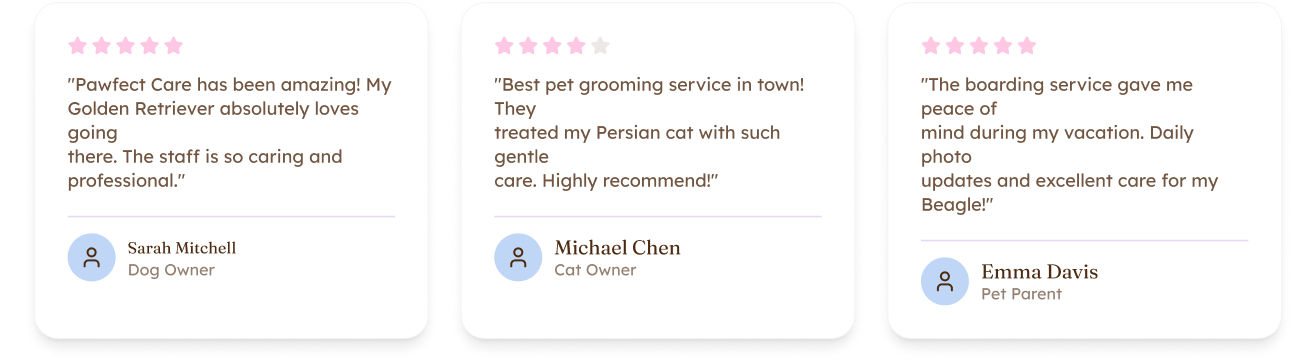 "Pawfect Care has been amazing! My
Golden Retriever absolutely loves
going
there. The staff is so caring and
professional."
Sarah Mitchell
Dog Owner
"Best pet grooming service in town!
They
treated my Persian cat with such
gentle
care. Highly recommend!"
Michael Chen
Cat Owner
"The boarding service gave me
peace of
mind during my vacation. Daily
photo
updates and excellent care for my
Beagle!"
Emma Davis
Pet Parent